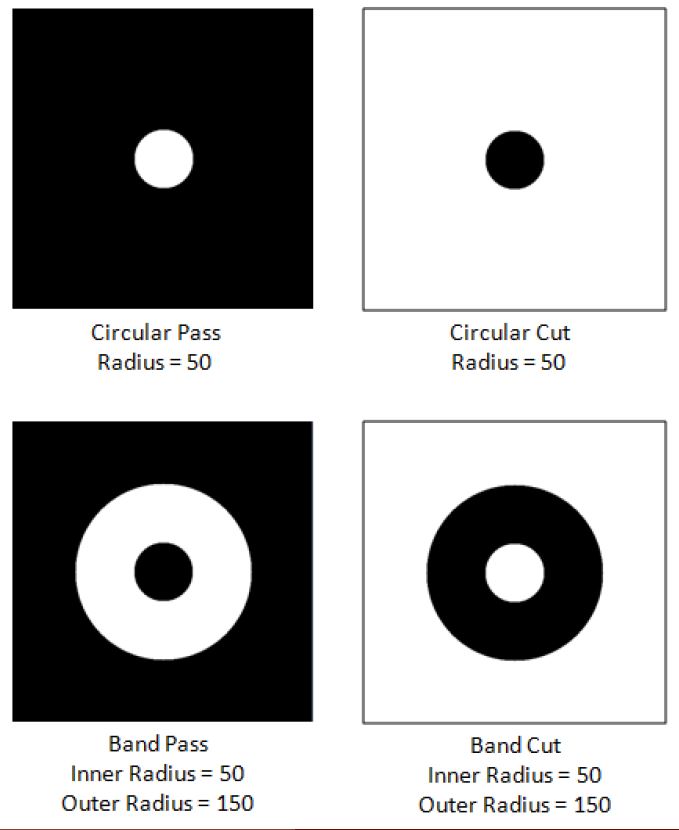 Circular Pass
Radius = 50
Circular Cut
Radius = 50
Band Pass
Inner Radius = 50
Outer Radius = 150
Band Cut
Inner Radius = 50
Outer Radius = 150